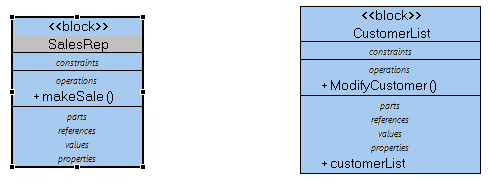 <<block>>
SalesRep
constraints
operations
+ makeSale ()
parts
references
values
properties
<<block>>
CustomerList
constraints
operations
+ ModifyCustomer ()
parts
references
values
properties
+ customerList